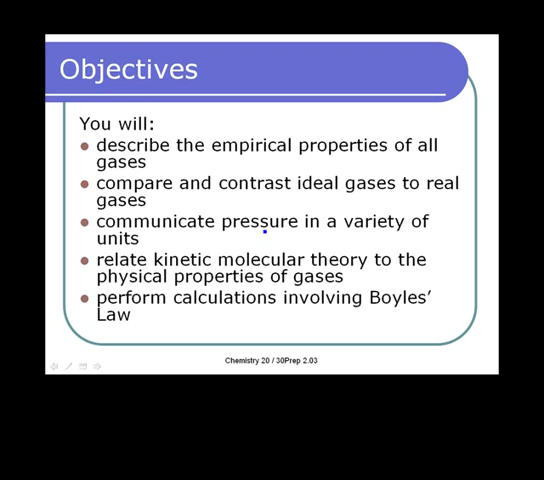 Objectives
You will:
describe the empirical properties of all
gases
compare and contrast ideal gases to real
gases
communicate pressure in a variety of
units
relate kinetic molecular theory to the
physical properties of gases
perform calculations involving Boyles’
Law
Chemistry 20 / 30Prep 2.03